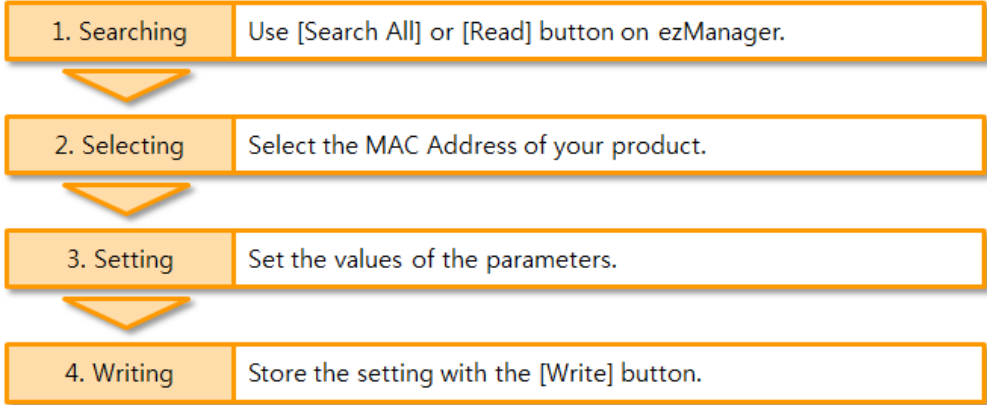 1. Searching
Use [Search All] or [Read] button on ezManager.
2. Selecting
Select the MAC Address of your product.
3. Setting
Set the values of the parameters.
4. Writing
Store the setting with the [Write] button.